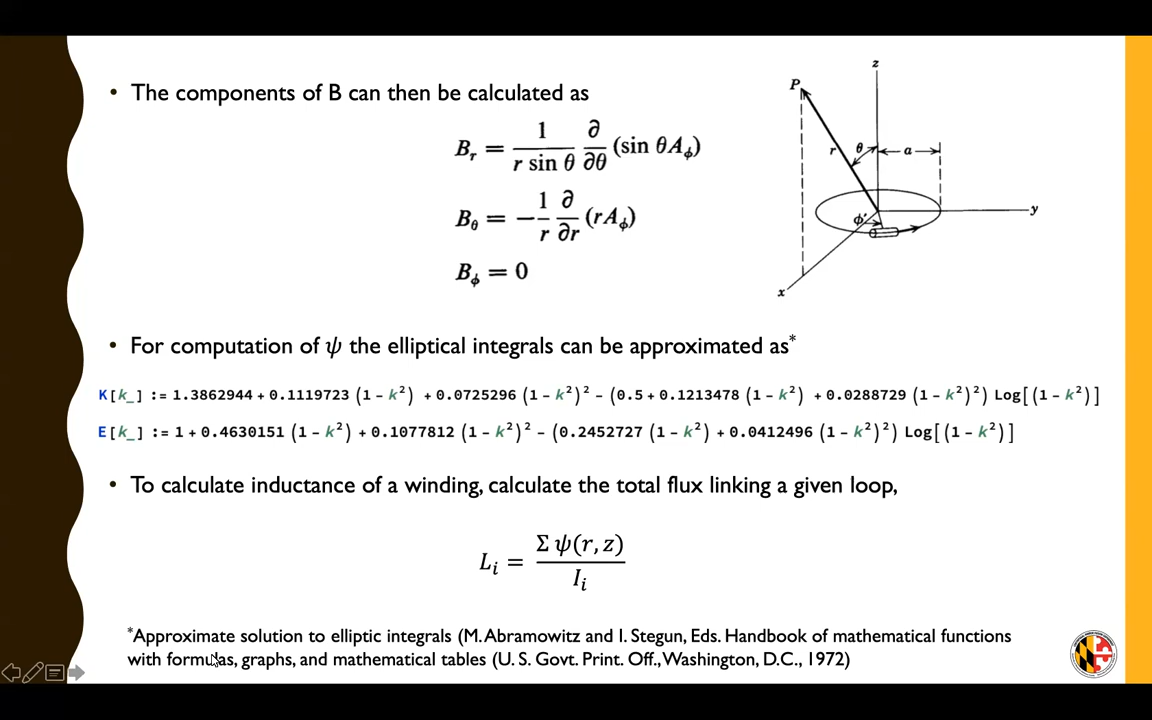 • The components of B can then be calculated as
B_r = \frac{1}{r \sin θ} \frac{∂}{∂θ} (sin θA_ϕ)
B_θ = −\frac{1}{r} \frac{∂}{∂r} (rA_ϕ)
B_ϕ = 0
z
P
r
θ
a
y
ϕ′
x
• For computation of ψ the elliptical integrals can be approximated as*
K[k_] := 1.3862944 + 0.1119723 (1 − k²) + 0.0725296 (1 − k²)² − (0.5 + 0.1213478 (1 − k²) + 0.0288729 (1 − k²)²) Log[(1 − k²)]
E[k_] := 1 + 0.4630151 (1 − k²) + 0.1077812 (1 − k²)² − (0.2452727 (1 − k²) + 0.0412496 (1 − k²)²) Log[(1 − k²)]
• To calculate inductance of a winding, calculate the total flux linking a given loop,
L_i = \frac{Σ ψ(r, z)}{I_i}
*Approximate solution to elliptic integrals (M. Abramowitz and I. Stegun, Eds. Handbook of mathematical functions
with formulas, graphs, and mathematical tables (U. S. Govt. Print. Off., Washington, D.C., 1972)